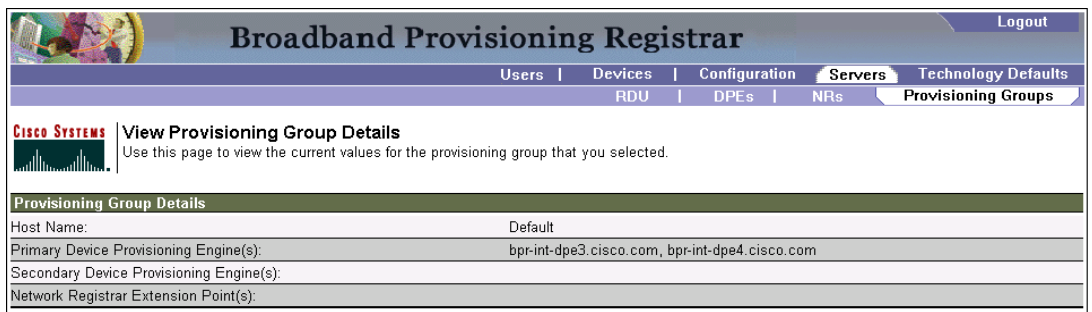 Logout
Broadband Provisioning Registrar
Users | Devices | Configuration Servers Technology Defaults
RDU | DPEs | NRs Provisioning Groups
CISCO SYSTEMS
View Provisioning Group Details
Use this page to view the current values for the provisioning group that you selected.
Provisioning Group Details
Host Name: Default
Primary Device Provisioning Engine(s): bpr-int-dpe3.cisco.com, bpr-int-dpe4.cisco.com
Secondary Device Provisioning Engine(s):
Network Registrar Extension Point(s):